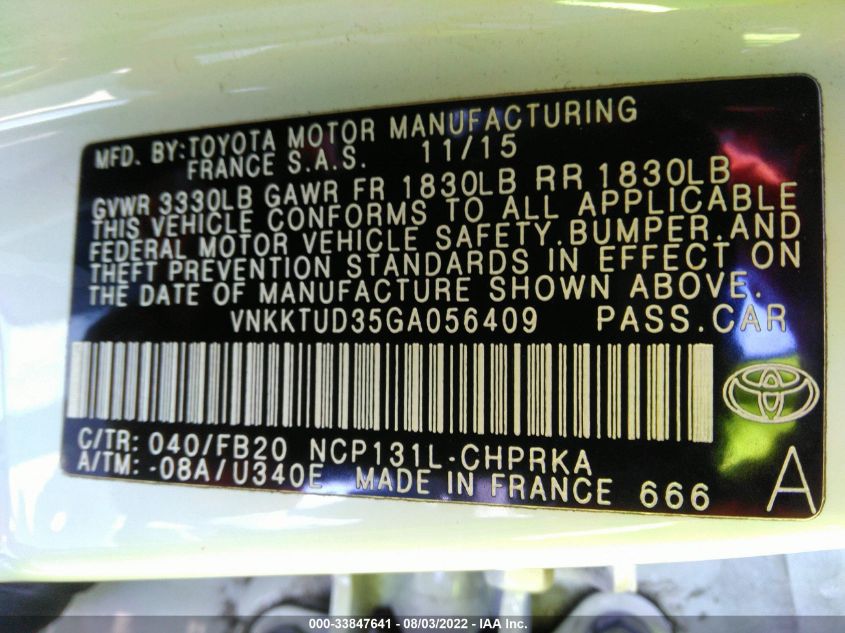 MFD. BY:TOYOTA MOTOR MANUFACTURING
FRANCE S.A.S. 11/15
GVWR 3330LB GAWR FR 1830LB RR 1830LB
THIS VEHICLE CONFORMS TO ALL APPLICABLE
FEDERAL MOTOR VEHICLE SAFETY,BUMPER,AND
THEFT PREVENTION STANDARDS IN EFFECT ON
THE DATE OF MANUFACTURE SHOWN ABOVE.
VNKKTUD35GA056409 PASS.CAR
C/TR: 040/FB20 NCP131L-CHPRKA
A/TM: -08A/U340E MADE IN FRANCE 666
A
000-33847641 - 08/03/2022 - IAA Inc.